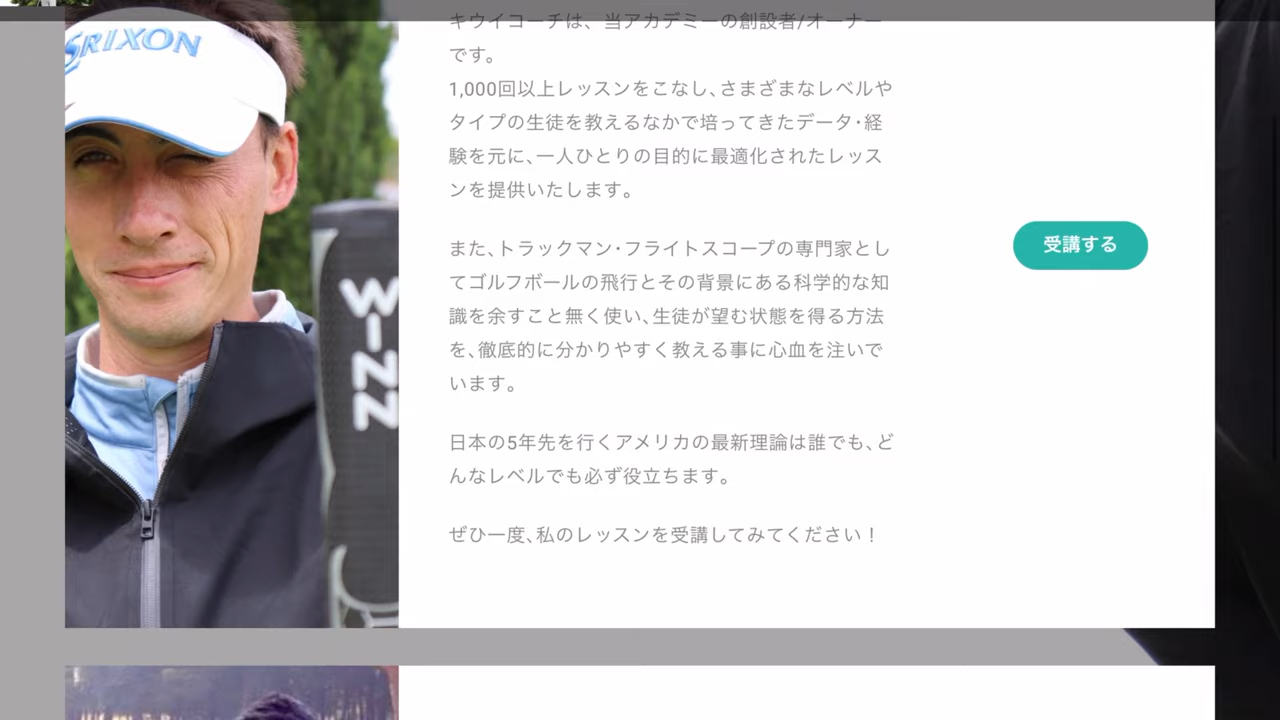 SRIXON
WINN
キウイコーチは、当アカデミーの創設者/オーナー
です。
1,000回以上レッスンをこなし、さまざまなレベルや
タイプの生徒を教えるなかで培ってきたデータ・経
験を元に、一人ひとりの目的に最適化されたレッス
ンを提供いたします。
また、トラックマン・フライトスコープの専門家とし
てゴルフボールの飛行とその背景にある科学的な知
識を余すこと無く使い、生徒が望む状態を得る方法
を、徹底的に分かりやすく教える事に心血を注いで
います。
日本の5年先を行くアメリカの最新理論は誰でも、ど
んなレベルでも必ず役立ちます。
ぜひ一度、私のレッスンを受講してみてください！
受講する